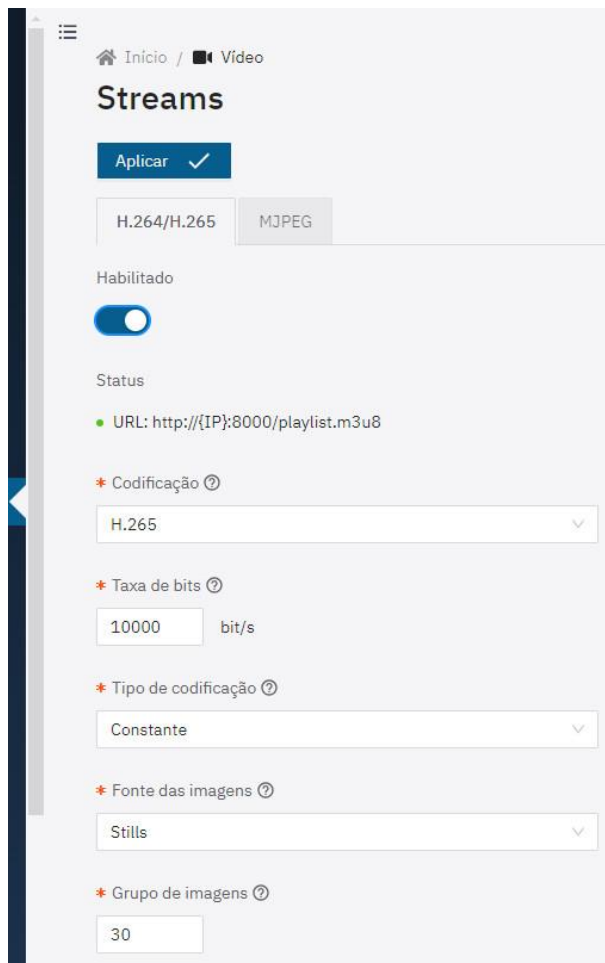 Início / Vídeo
Streams
Aplicar
H.264/H.265 MJPEG
Habilitado
Status
URL: http://{IP}:8000/playlist.m3u8
* Codificação
H.265
* Taxa de bits
10000 bit/s
* Tipo de codificação
Constante
* Fonte das imagens
Stills
* Grupo de imagens
30